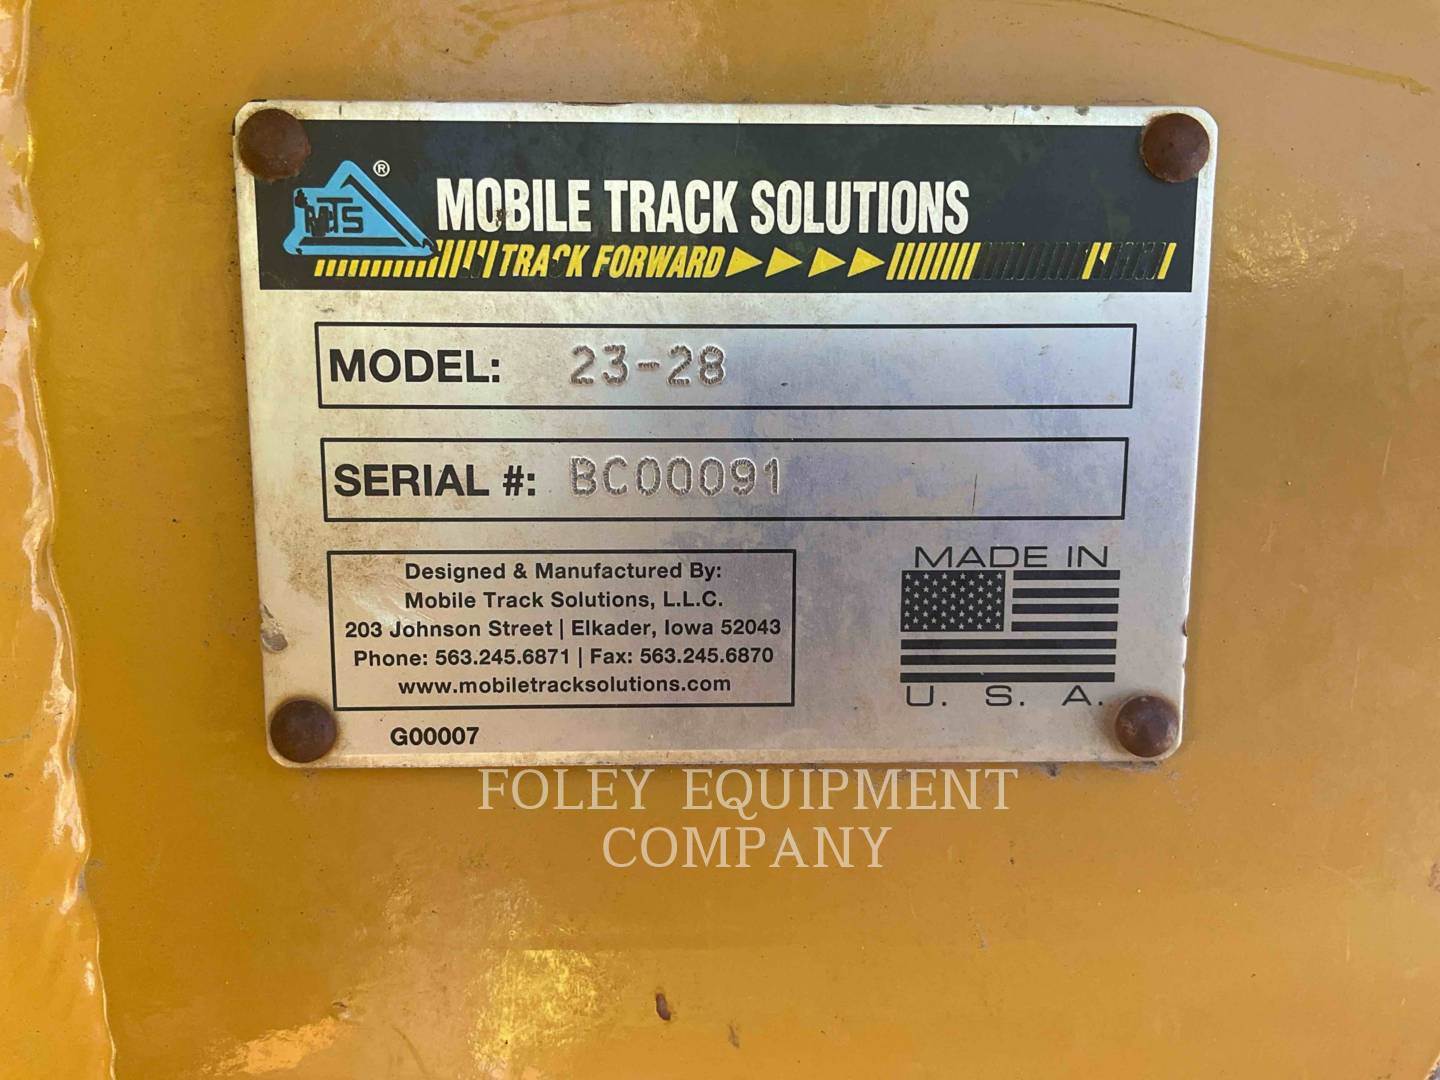 MTS ®
MOBILE TRACK SOLUTIONS
TRACK FORWARD
MODEL: 23-28
SERIAL #: BC00091
Designed & Manufactured By:
Mobile Track Solutions, L.L.C.
203 Johnson Street | Elkader, Iowa 52043
Phone: 563.245.6871 | Fax: 563.245.6870
www.mobiletracksolutions.com
G00007
MADE IN
U. S. A.
FOLEY EQUIPMENT
COMPANY